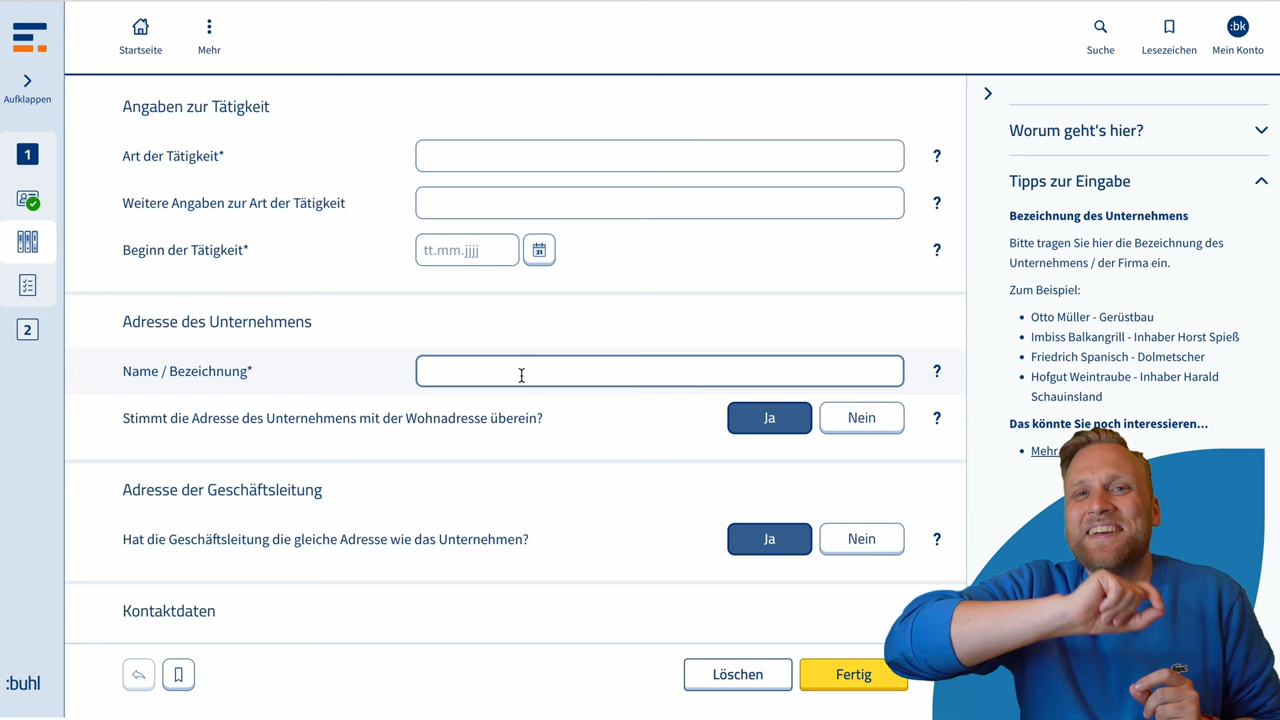 Startseite
Mehr
Suche
Lesezeichen
:bk
Mein Konto
Aufklappen
1
2
:buhl
Angaben zur Tätigkeit
Art der Tätigkeit*
?
Weitere Angaben zur Art der Tätigkeit
?
Beginn der Tätigkeit*
tt.mm.jjjj
31
?
Adresse des Unternehmens
Name / Bezeichnung*
?
Stimmt die Adresse des Unternehmens mit der Wohnadresse überein?
Ja
Nein
?
Adresse der Geschäftsleitung
Hat die Geschäftsleitung die gleiche Adresse wie das Unternehmen?
Ja
Nein
?
Kontaktdaten
Löschen
Fertig
Worum geht's hier?
Tipps zur Eingabe
Bezeichnung des Unternehmens
Bitte tragen Sie hier die Bezeichnung des
Unternehmens / der Firma ein.
Zum Beispiel:
• Otto Müller - Gerüstbau
• Imbiss Balkangrill - Inhaber Horst Spieß
• Friedrich Spanisch - Dolmetscher
• Hofgut Weintraube - Inhaber Harald
Schauinsland
Das könnte Sie noch interessieren...
• Mehr